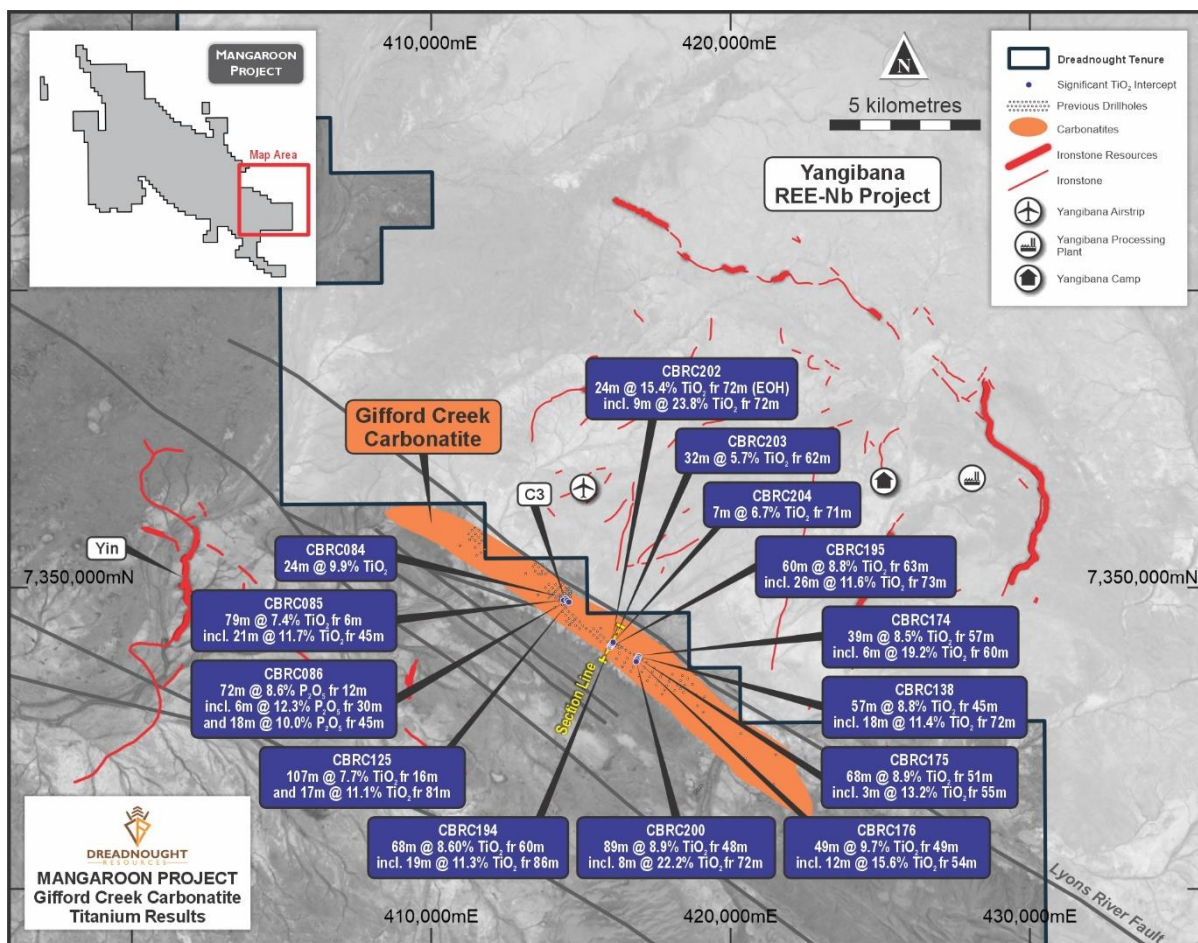 410,000mE
420,000mE
MANGAROON
PROJECT
Map Area
N
5 kilometres
Dreadnought Tenure
Significant TiO₂ Intercept
Previous Drillholes
Carbonatites
Ironstone Resources
Ironstone
Yangibana Airstrip
Yangibana Processing
Plant
Yangibana Camp
Yangibana
REE-Nb Project
CBRC202
24m @ 15.4% TiO₂ fr 72m (EOH)
incl. 9m @ 23.8% TiO₂ fr 72m
Gifford Creek
Carbonatite
CBRC203
32m @ 5.7% TiO₂ fr 62m
C3
CBRC204
7m @ 6.7% TiO₂ fr 71m
Yin
CBRC084
24m @ 9.9% TiO₂
CBRC195
60m @ 8.8% TiO₂ fr 63m
incl. 26m @ 11.6% TiO₂ fr 73m
7,350,000mN
7,350,000mN
CBRC085
79m @ 7.4% TiO₂ fr 6m
incl. 21m @ 11.7% TiO₂ fr 45m
CBRC174
39m @ 8.5% TiO₂ fr 57m
incl. 6m @ 19.2% TiO₂ fr 60m
CBRC086
72m @ 8.6% P₂O₅ fr 12m
incl. 6m @ 12.3% P₂O₅ fr 30m
and 18m @ 10.0% P₂O₅ fr 45m
Section Line
CBRC138
57m @ 8.8% TiO₂ fr 45m
incl. 18m @ 11.4% TiO₂ fr 72m
CBRC125
107m @ 7.7% TiO₂ fr 16m
and 17m @ 11.1% TiO₂ fr 81m
CBRC175
68m @ 8.9% TiO₂ fr 51m
incl. 3m @ 13.2% TiO₂ fr 55m
CBRC194
68m @ 8.60% TiO₂ fr 60m
incl. 19m @ 11.3% TiO₂ fr 86m
CBRC200
89m @ 8.9% TiO₂ fr 48m
incl. 8m @ 22.2% TiO₂ fr 72m
CBRC176
49m @ 9.7% TiO₂ fr 49m
incl. 12m @ 15.6% TiO₂ fr 54m
DREADNOUGHT
RESOURCES
MANGAROON PROJECT
Gifford Creek Carbonatite
Titanium Results
Lyons River Fault
410,000mE
420,000mE
430,000mE